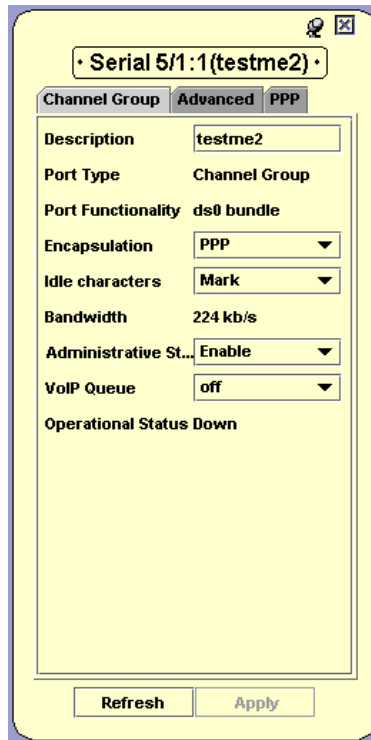 · Serial 5/1:1(testme2) ·
Channel Group Advanced PPP
Description testme2
Port Type Channel Group
Port Functionality ds0 bundle
Encapsulation PPP
Idle characters Mark
Bandwidth 224 kb/s
Administrative St... Enable
VoIP Queue off
Operational Status Down
Refresh Apply